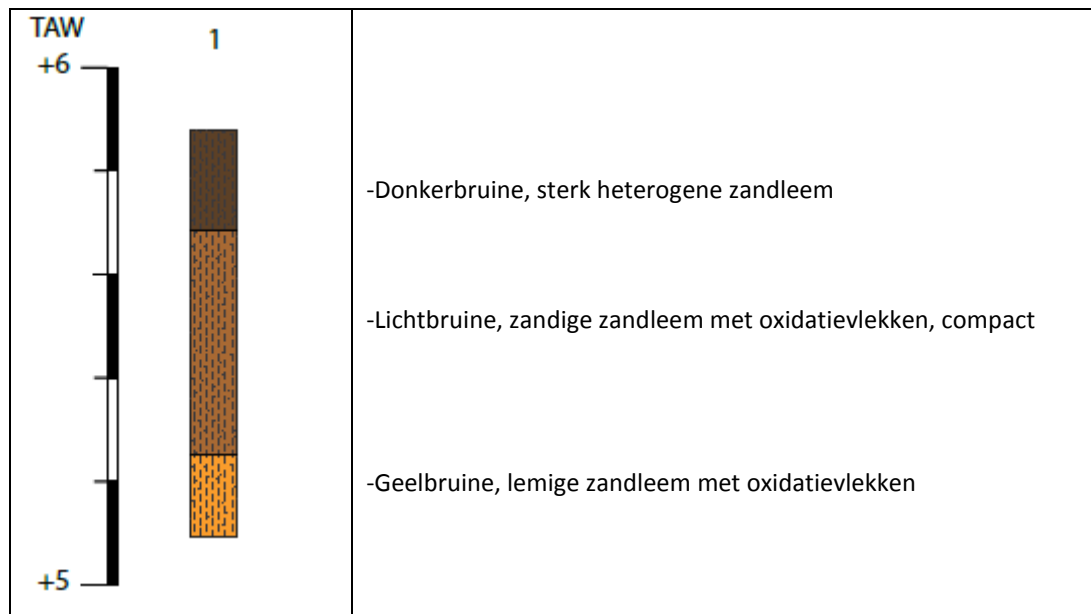 TAW
1
+6
-Donkerbruine, sterk heterogene zandleem
-Lichtbruine, zandige zandleem met oxidatievlekken, compact
-Geelbruine, lemige zandleem met oxidatievlekken
+5